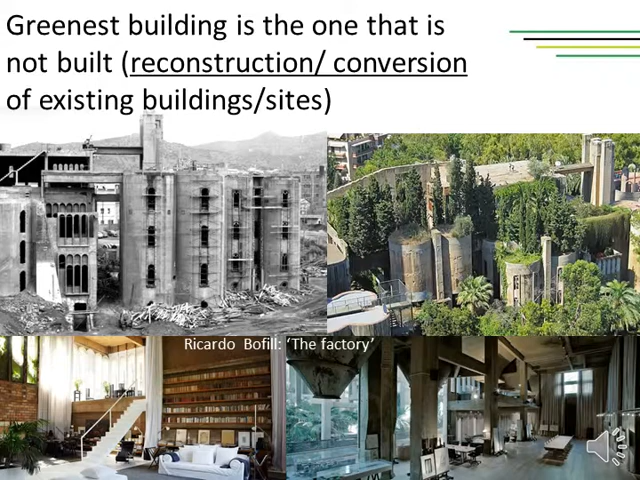 Greenest building is the one that is
not built (reconstruction/ conversion
of existing buildings/sites)
Ricardo Bofill: ‘The factory’